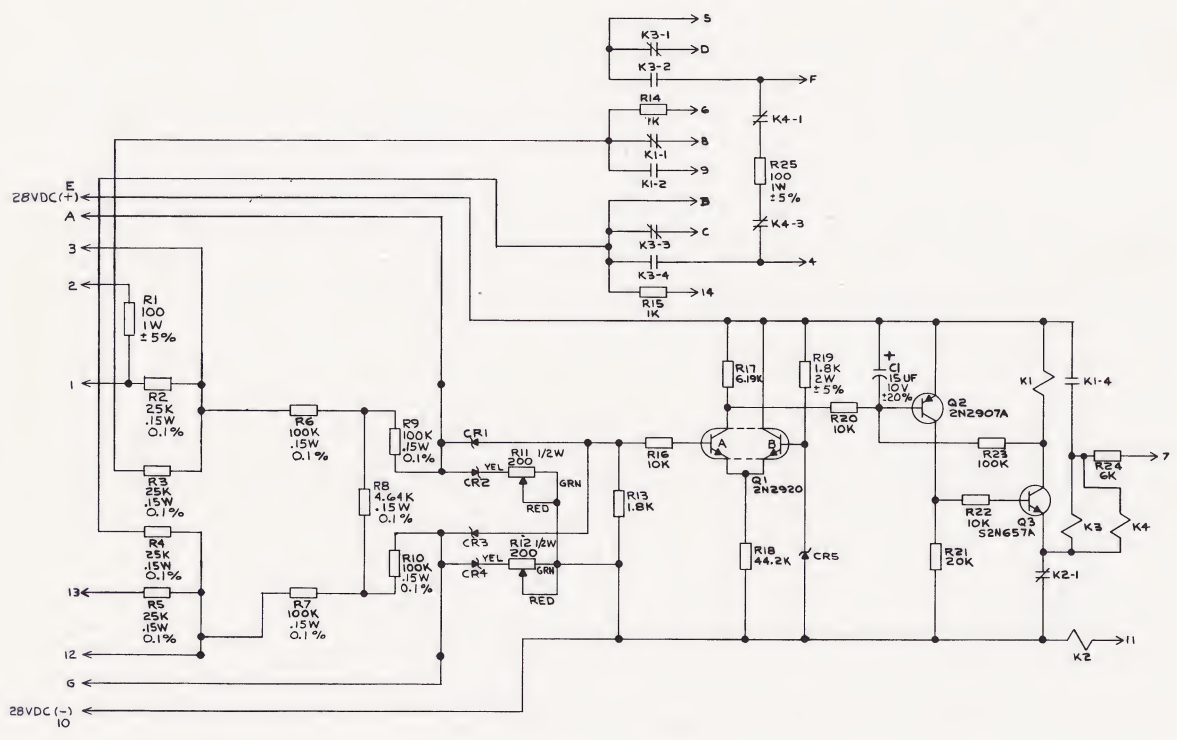 5
K3-1
D
K3-2
F
R14
1K
6
K4-1
8
K1-1
9
K1-2
R25
100
1W
±5%
E
28VDC(+)
A
B
C
K3-3
K4-3
3
K3-4
4
2
R15
1K
14
R1
100
1W
±5%
1
R2
25K
.15W
0.1%
R6
100K
.15W
0.1%
R9
100K
.15W
0.1%
CR1
R11 1/2W
200
YEL
CR2
GRN
RED
R3
25K
.15W
0.1%
R8
4.64K
.15W
0.1%
R13
1.8K
R16
10K
R17
6.19K
R19
1.8K
2W
±5%
+
C1
15UF
10V
±20%
A
B
Q1
2N2920
R20
10K
Q2
2N2907A
K1
K1-4
R23
100K
R24
6K
7
R22
10K
Q3
S2N657A
K3
K4
R4
25K
.15W
0.1%
R10
100K
.15W
0.1%
CR3
R12 1/2W
200
YEL
CR4
GRN
RED
R18
44.2K
CR5
R21
20K
K2-1
13
R5
25K
.15W
0.1%
R7
100K
.15W
0.1%
12
K2
11
G
28VDC(-)
10